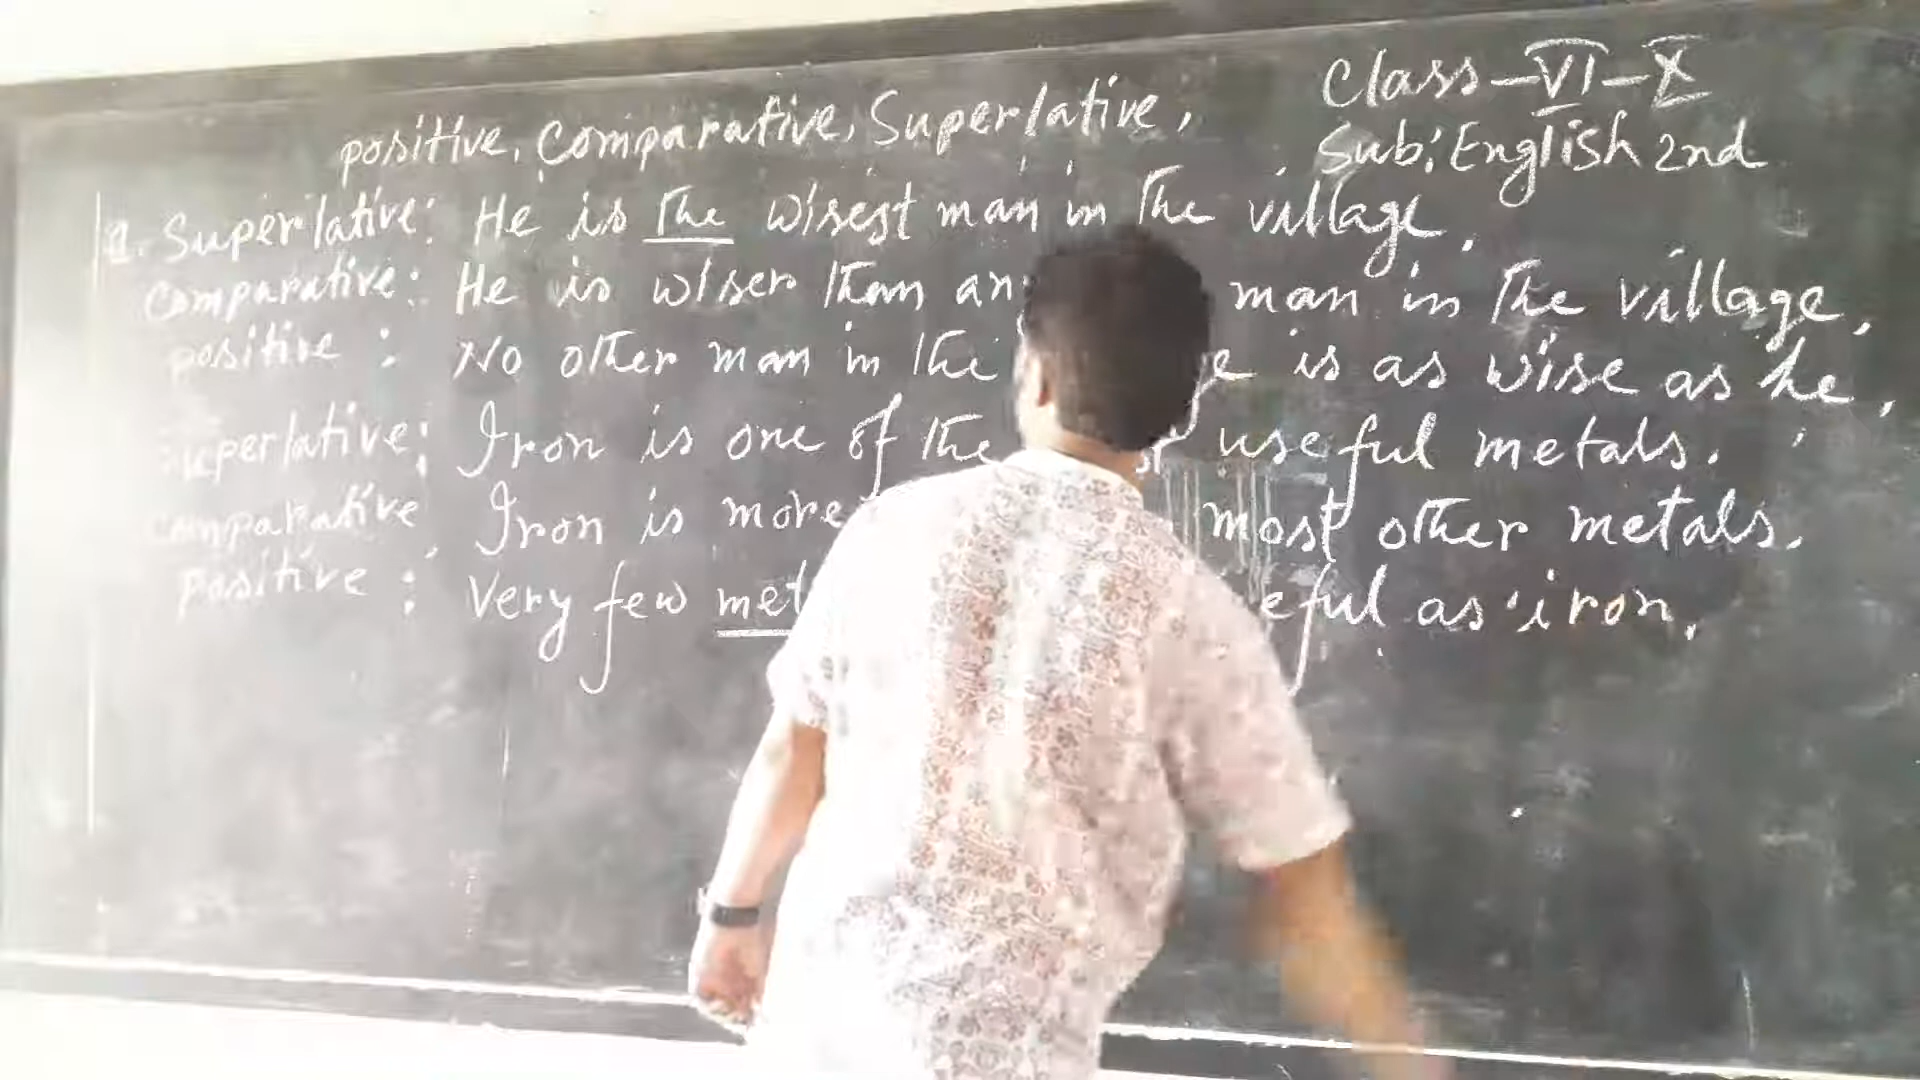 Class - VI - X
positive, Comparative, Superlative,
Sub: English 2nd
1. Superlative: He is the wisest man in the village.
Comparative: He is wiser than man in the village.
positive : No other man in the is as wise as he.
Superlative: Iron is one of the useful metals.
Comparative Iron is more most other metals.
Positive : Very few as iron.